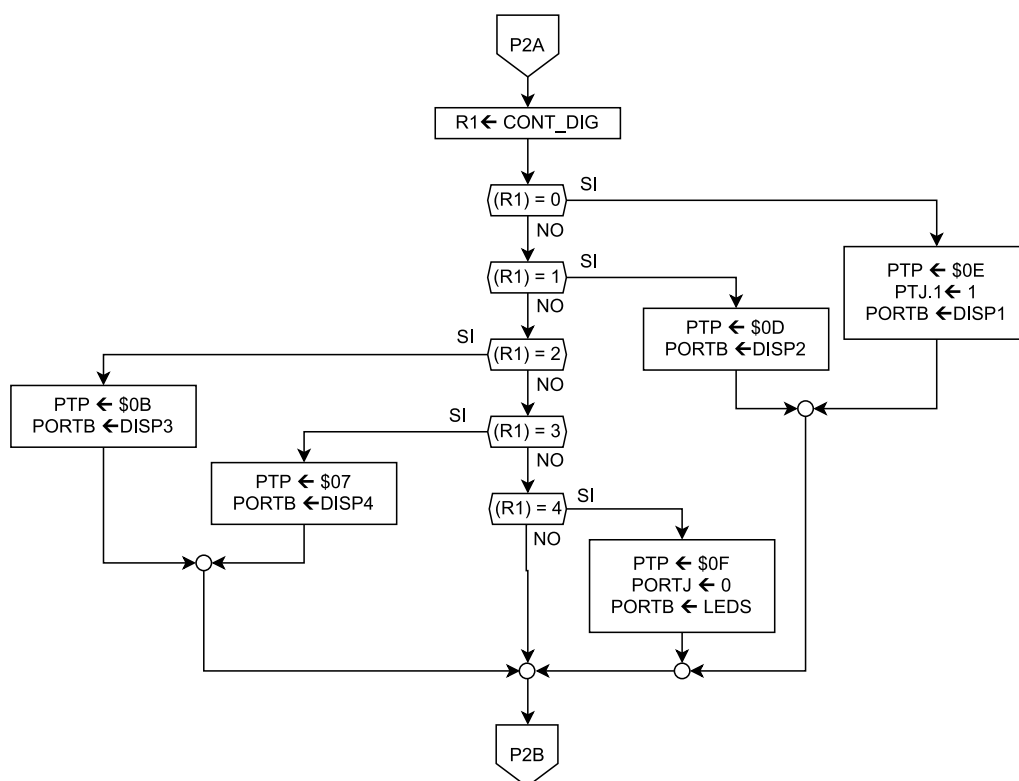 P2A
R1← CONT_DIG
(R1) = 0
SI
NO
PTP ← $0E
PTJ.1← 1
PORTB ←DISP1
(R1) = 1
SI
NO
PTP ← $0D
PORTB ←DISP2
(R1) = 2
SI
NO
PTP ← $0B
PORTB ←DISP3
(R1) = 3
SI
NO
PTP ← $07
PORTB ←DISP4
(R1) = 4
SI
NO
PTP ← $0F
PORTJ ← 0
PORTB ← LEDS
P2B